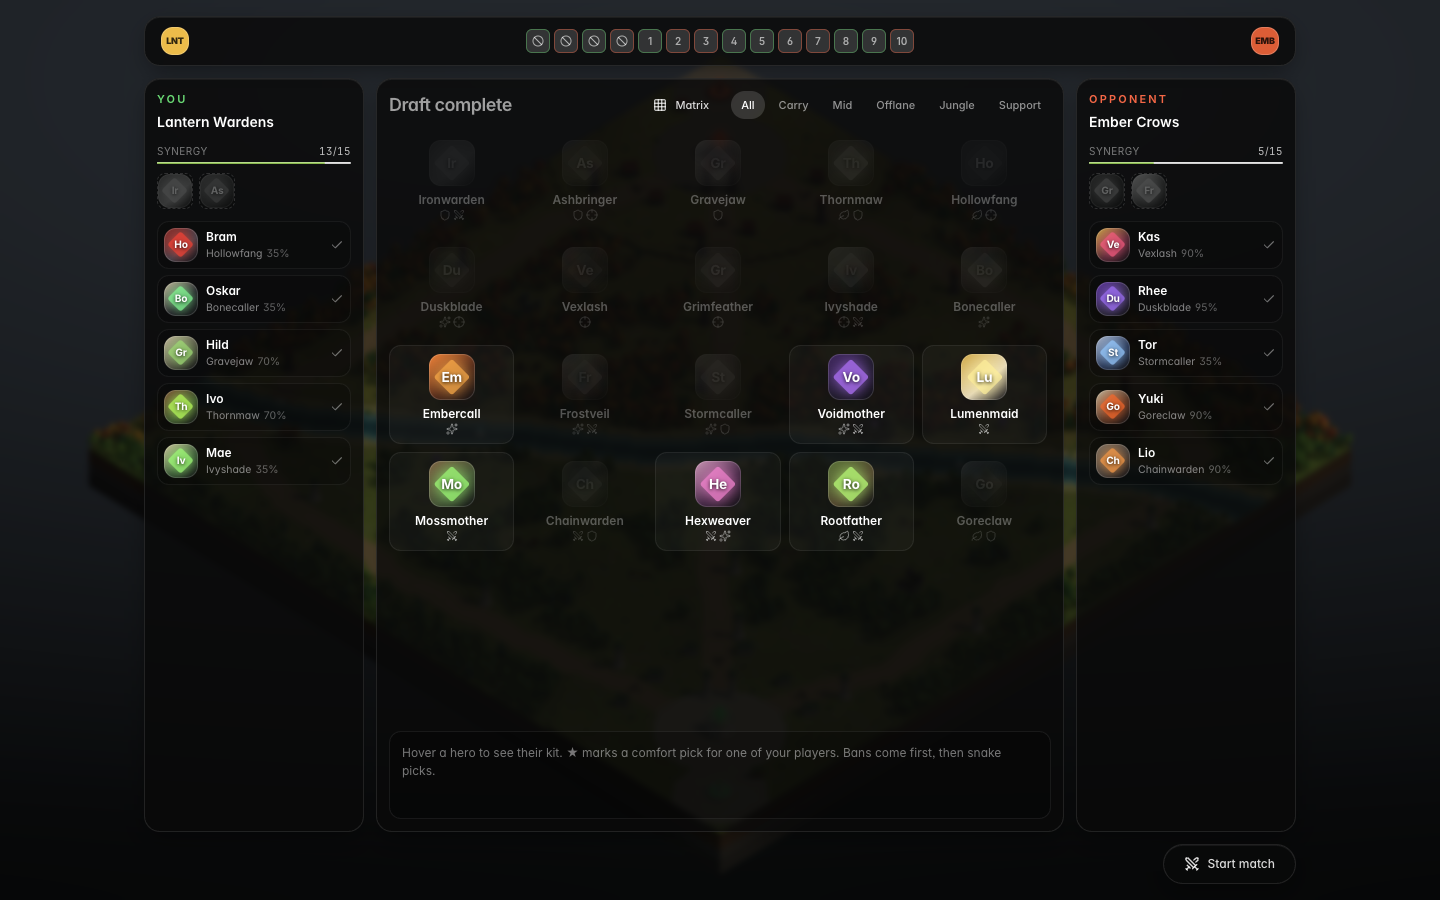 LNT
1 2 3 4 5 6 7 8 9 10
EMB
YOU
Lantern Wardens
SYNERGY 13/15
Ir As
Ho Bram
Hollowfang 35%
Bo Oskar
Bonecaller 35%
Gr Hild
Gravejaw 70%
Th Ivo
Thornmaw 70%
Iv Mae
Ivyshade 35%
Draft complete
Matrix All Carry Mid Offlane Jungle Support
Ir As Gr Th Ho
Ironwarden Ashbringer Gravejaw Thornmaw Hollowfang
Du Ve Gr Iv Bo
Duskblade Vexlash Grimfeather Ivyshade Bonecaller
Em Fr St Vo Lu
Embercall Frostveil Stormcaller Voidmother Lumenmaid
Mo Ch He Ro Go
Mossmother Chainwarden Hexweaver Rootfather Goreclaw
Hover a hero to see their kit. ★ marks a comfort pick for one of your players. Bans come first, then snake
picks.
OPPONENT
Ember Crows
SYNERGY 5/15
Gr Fr
Ve Kas
Vexlash 90%
Du Rhee
Duskblade 95%
St Tor
Stormcaller 35%
Go Yuki
Goreclaw 90%
Ch Lio
Chainwarden 90%
Start match